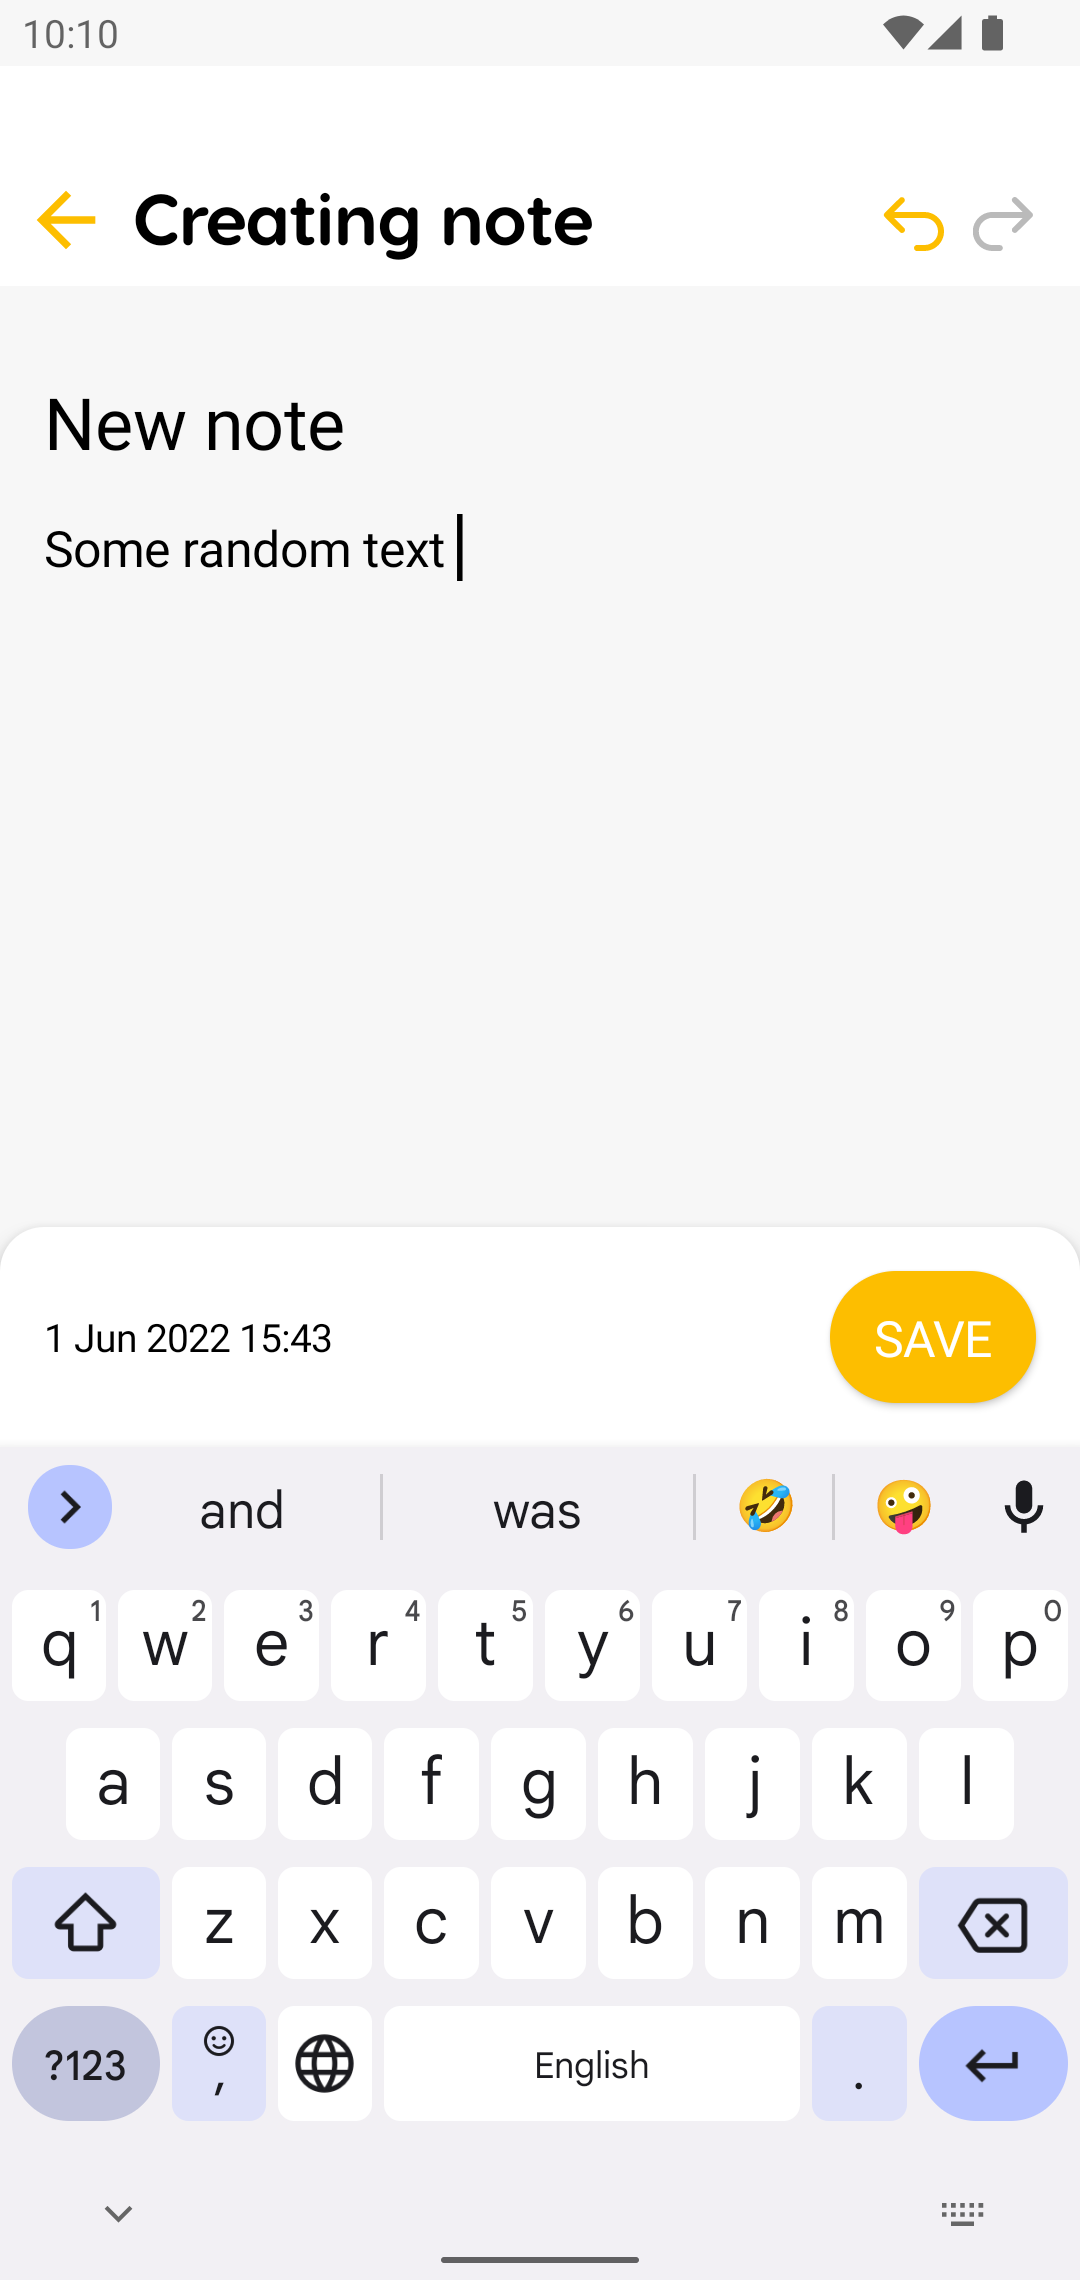 10:10
Creating note
New note
Some random text
1 Jun 2022 15:43
SAVE
and was 🤣 🤪
q1 w2 e3 r4 t5 y6 u7 i8 o9 p0
a s d f g h j k l
z x c v b n m
?123 , English .